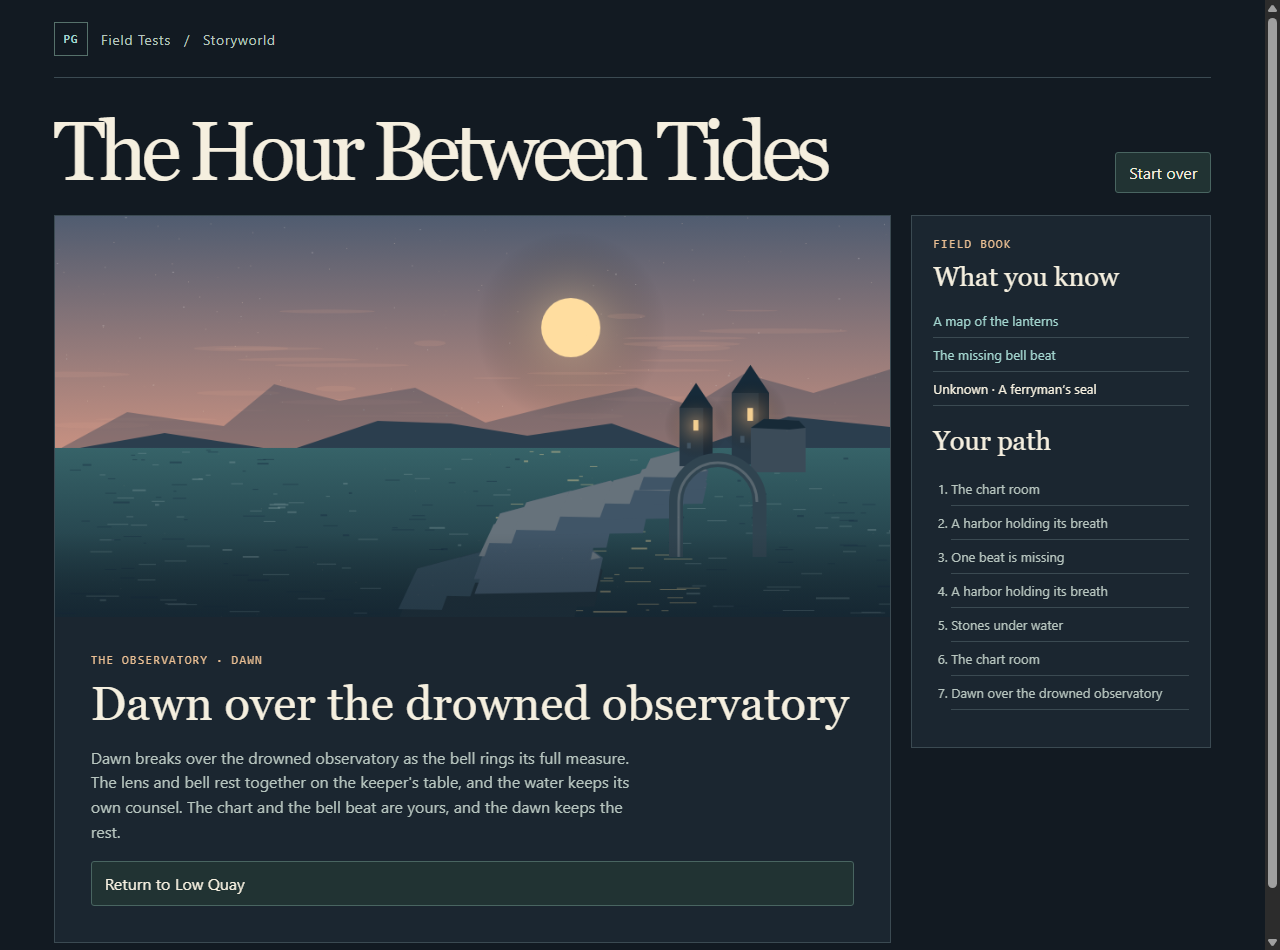 PG
Field Tests / Storyworld
The Hour Between Tides
Start over
THE OBSERVATORY · DAWN
Dawn over the drowned observatory
Dawn breaks over the drowned observatory as the bell rings its full measure.
The lens and bell rest together on the keeper's table, and the water keeps its
own counsel. The chart and the bell beat are yours, and the dawn keeps the
rest.
Return to Low Quay
FIELD BOOK
What you know
A map of the lanterns
The missing bell beat
Unknown · A ferryman's seal
Your path
1. The chart room
2. A harbor holding its breath
3. One beat is missing
4. A harbor holding its breath
5. Stones under water
6. The chart room
7. Dawn over the drowned observatory